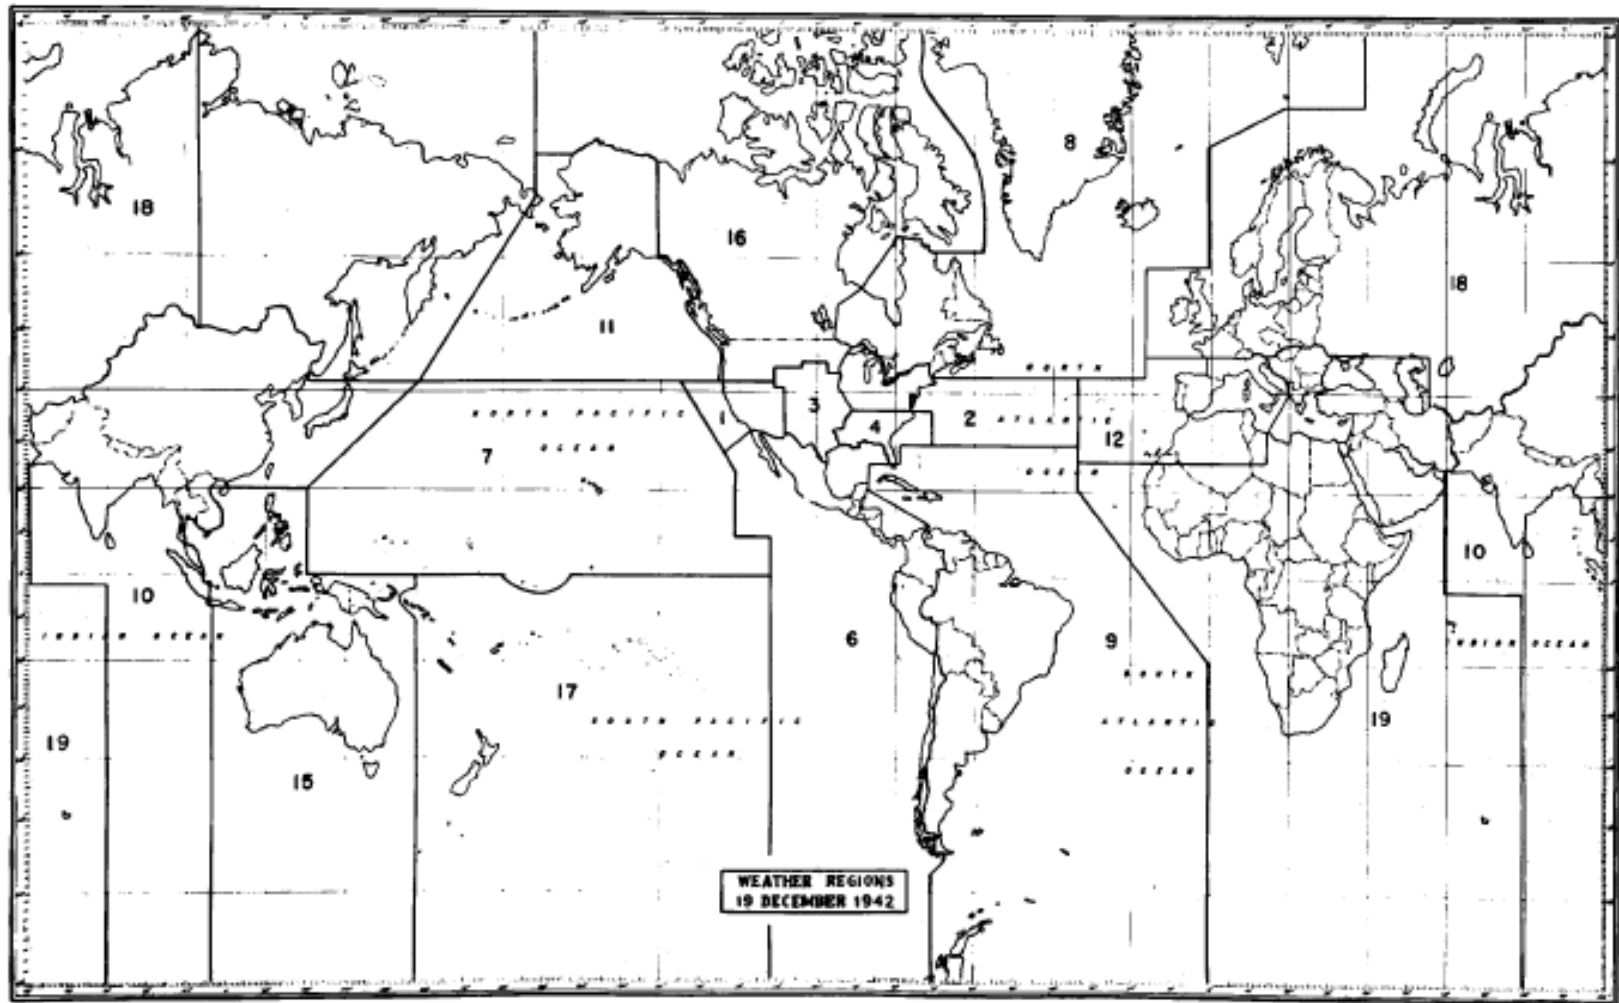 18
8
16
18
11
NORTH
1
3
2
NORTH PACIFIC
ATLANTIC
4
12
OCEAN
7
OCEAN
10
10
INDIAN OCEAN
6
9
INDIAN OCEAN
SOUTH
17
SOUTH PACIFIC
ATLANTIC
19
19
OCEAN
OCEAN
15
WEATHER REGIONS
19 DECEMBER 1942